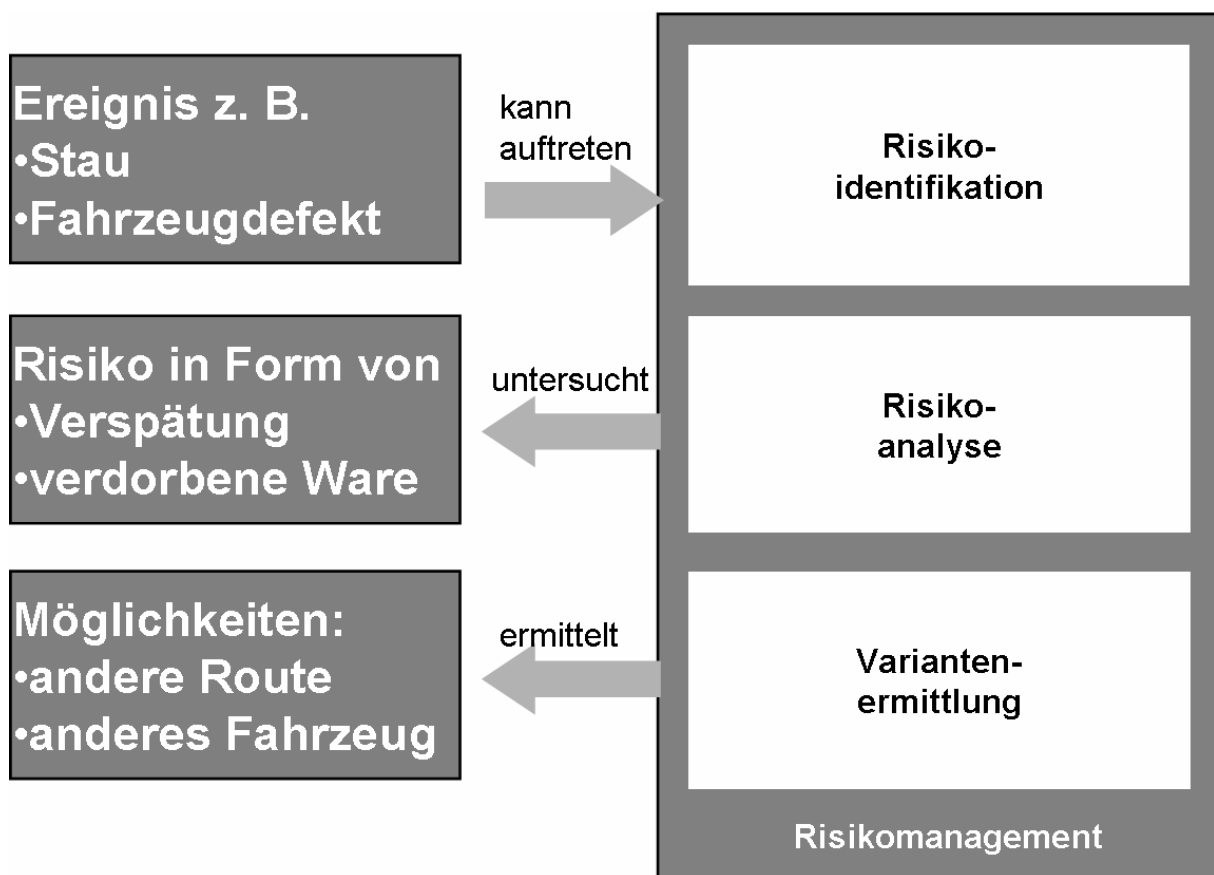 Ereignis z. B.
•Stau
•Fahrzeugdefekt
kann
auftreten
Risiko-
identifikation
Risiko in Form von
•Verspätung
•verdorbene Ware
untersucht
Risiko-
analyse
Möglichkeiten:
•andere Route
•anderes Fahrzeug
ermittelt
Varianten-
ermittlung
Risikomanagement